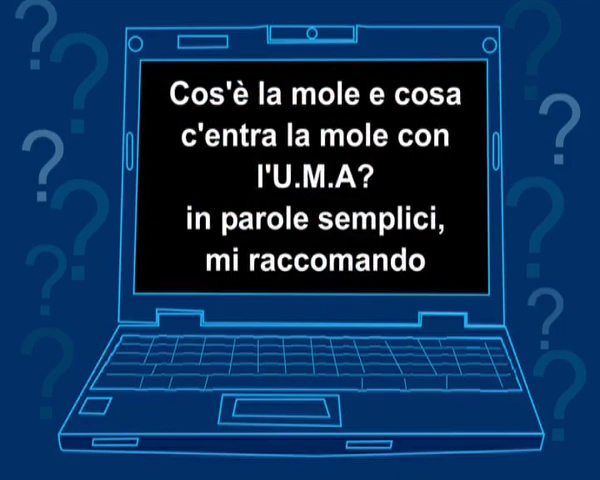 Cos'è la mole e cosa
c'entra la mole con
l'U.M.A?
in parole semplici,
mi raccomando